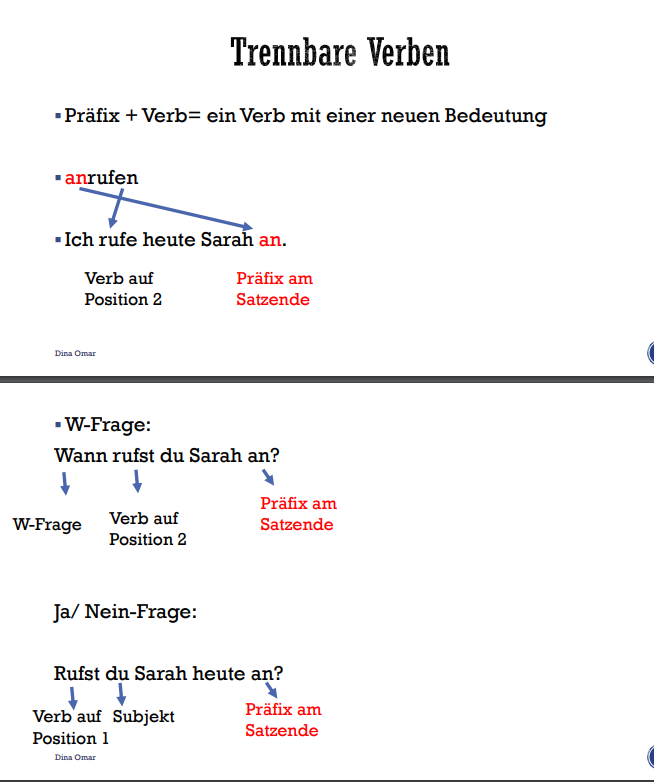 Trennbare Verben
▪ Präfix + Verb= ein Verb mit einer neuen Bedeutung
▪ anrufen
▪ Ich rufe heute Sarah an.
Verb auf Position 2
Präfix am Satzende
Dina Omar
▪ W-Frage:
Wann rufst du Sarah an?
W-Frage
Verb auf Position 2
Präfix am Satzende
Ja/ Nein-Frage:
Rufst du Sarah heute an?
Verb auf Position 1
Subjekt
Präfix am Satzende
Dina Omar